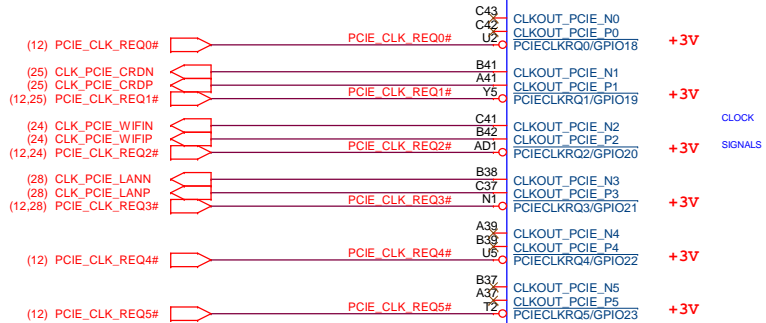 C43 CLKOUT_PCIE_N0
C42 CLKOUT_PCIE_P0
(12) PCIE_CLK_REQ0# PCIE_CLK_REQ0# U2 PCIECLKRQ0/GPIO18 +3V
(25) CLK_PCIE_CRDN B41 CLKOUT_PCIE_N1
(25) CLK_PCIE_CRDP A41 CLKOUT_PCIE_P1
(12,25) PCIE_CLK_REQ1# PCIE_CLK_REQ1# Y5 PCIECLKRQ1/GPIO19 +3V
CLOCK
(24) CLK_PCIE_WIFIN C41 CLKOUT_PCIE_N2
(24) CLK_PCIE_WIFIP B42 CLKOUT_PCIE_P2
(12,24) PCIE_CLK_REQ2# PCIE_CLK_REQ2# AD1 PCIECLKRQ2/GPIO20 +3V SIGNALS
(28) CLK_PCIE_LANN B38 CLKOUT_PCIE_N3
(28) CLK_PCIE_LANP C37 CLKOUT_PCIE_P3
(12,28) PCIE_CLK_REQ3# PCIE_CLK_REQ3# N1 PCIECLKRQ3/GPIO21 +3V
A39 CLKOUT_PCIE_N4
B39 CLKOUT_PCIE_P4
(12) PCIE_CLK_REQ4# PCIE_CLK_REQ4# U5 PCIECLKRQ4/GPIO22 +3V
B37 CLKOUT_PCIE_N5
A37 CLKOUT_PCIE_P5
(12) PCIE_CLK_REQ5# PCIE_CLK_REQ5# T2 PCIECLKRQ5/GPIO23 +3V